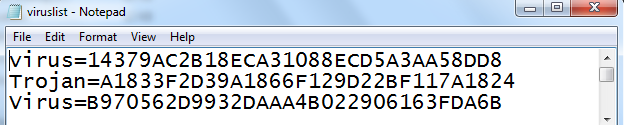 viruslist - Notepad
File Edit Format View Help
virus=14379AC2B18ECA31088ECD5A3AA58DD8
Trojan=A1833F2D39A1866F129D22BF117A1824
Virus=B970562D9932DAAA4B022906163FDA6B